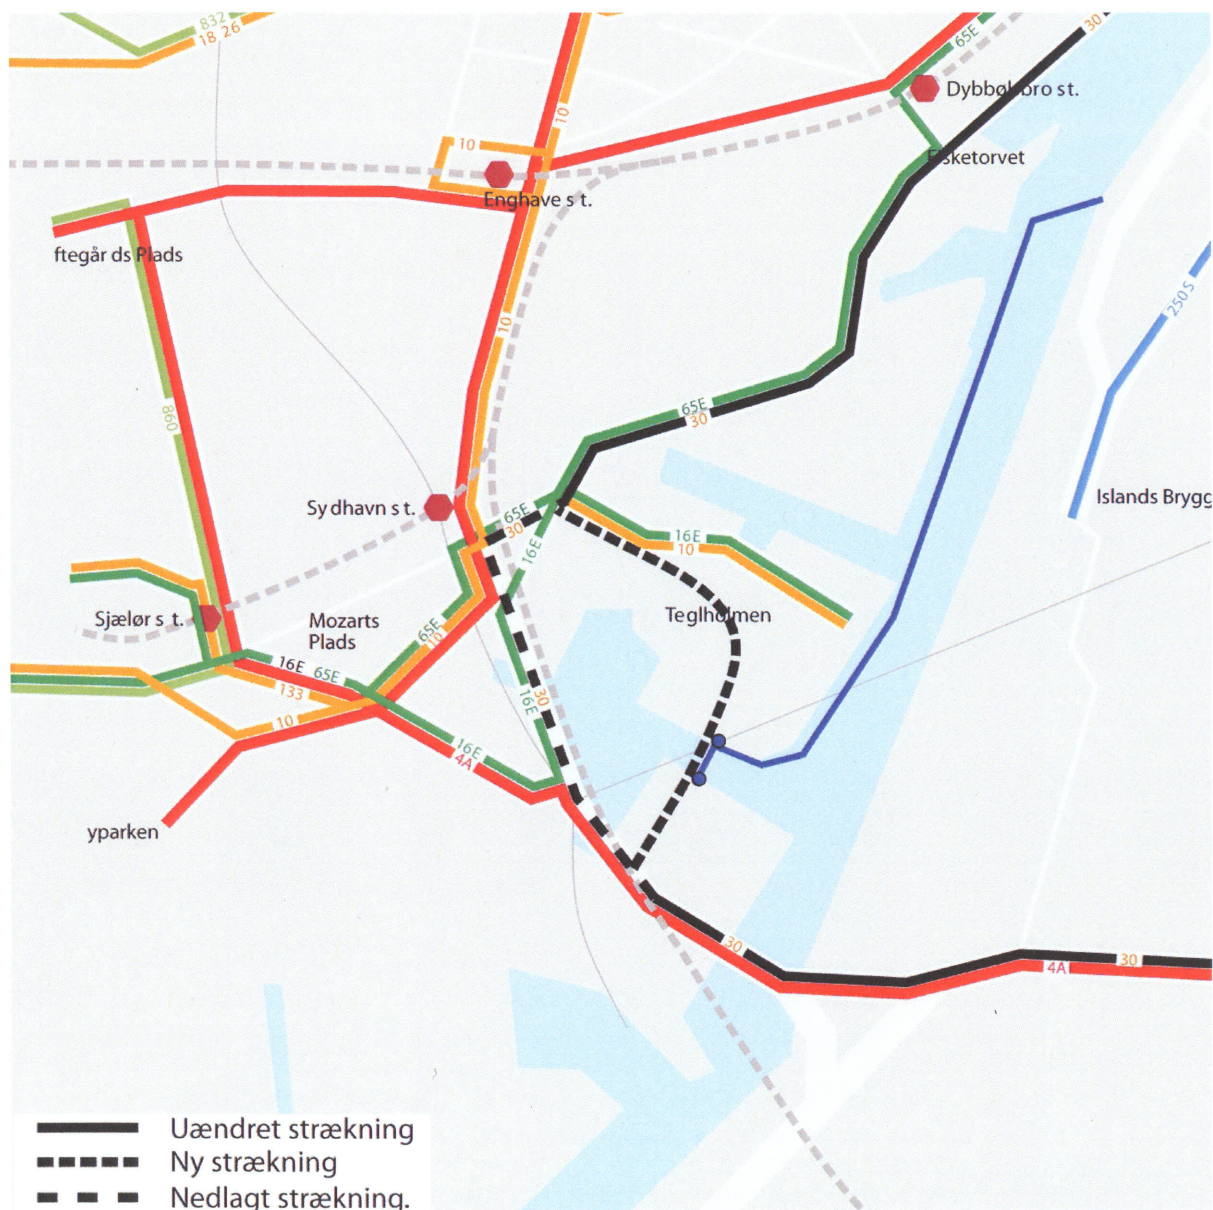 832
18 26
65E
30
10
10
Dybbølsbro st.
Fisketorvet
Enghave st.
ftegårds Plads
250S
10
860
65E
30
Islands Brygg
Sydhavn st.
65E
30
16E
16E
10
Sjælør st.
Mozarts
Plads
65E
10
Teglholmen
16E 65E
133
10
30
16E
16E
4A
yparken
30
30
4A
Uændret strækning
Ny strækning
Nedlagt strækning.